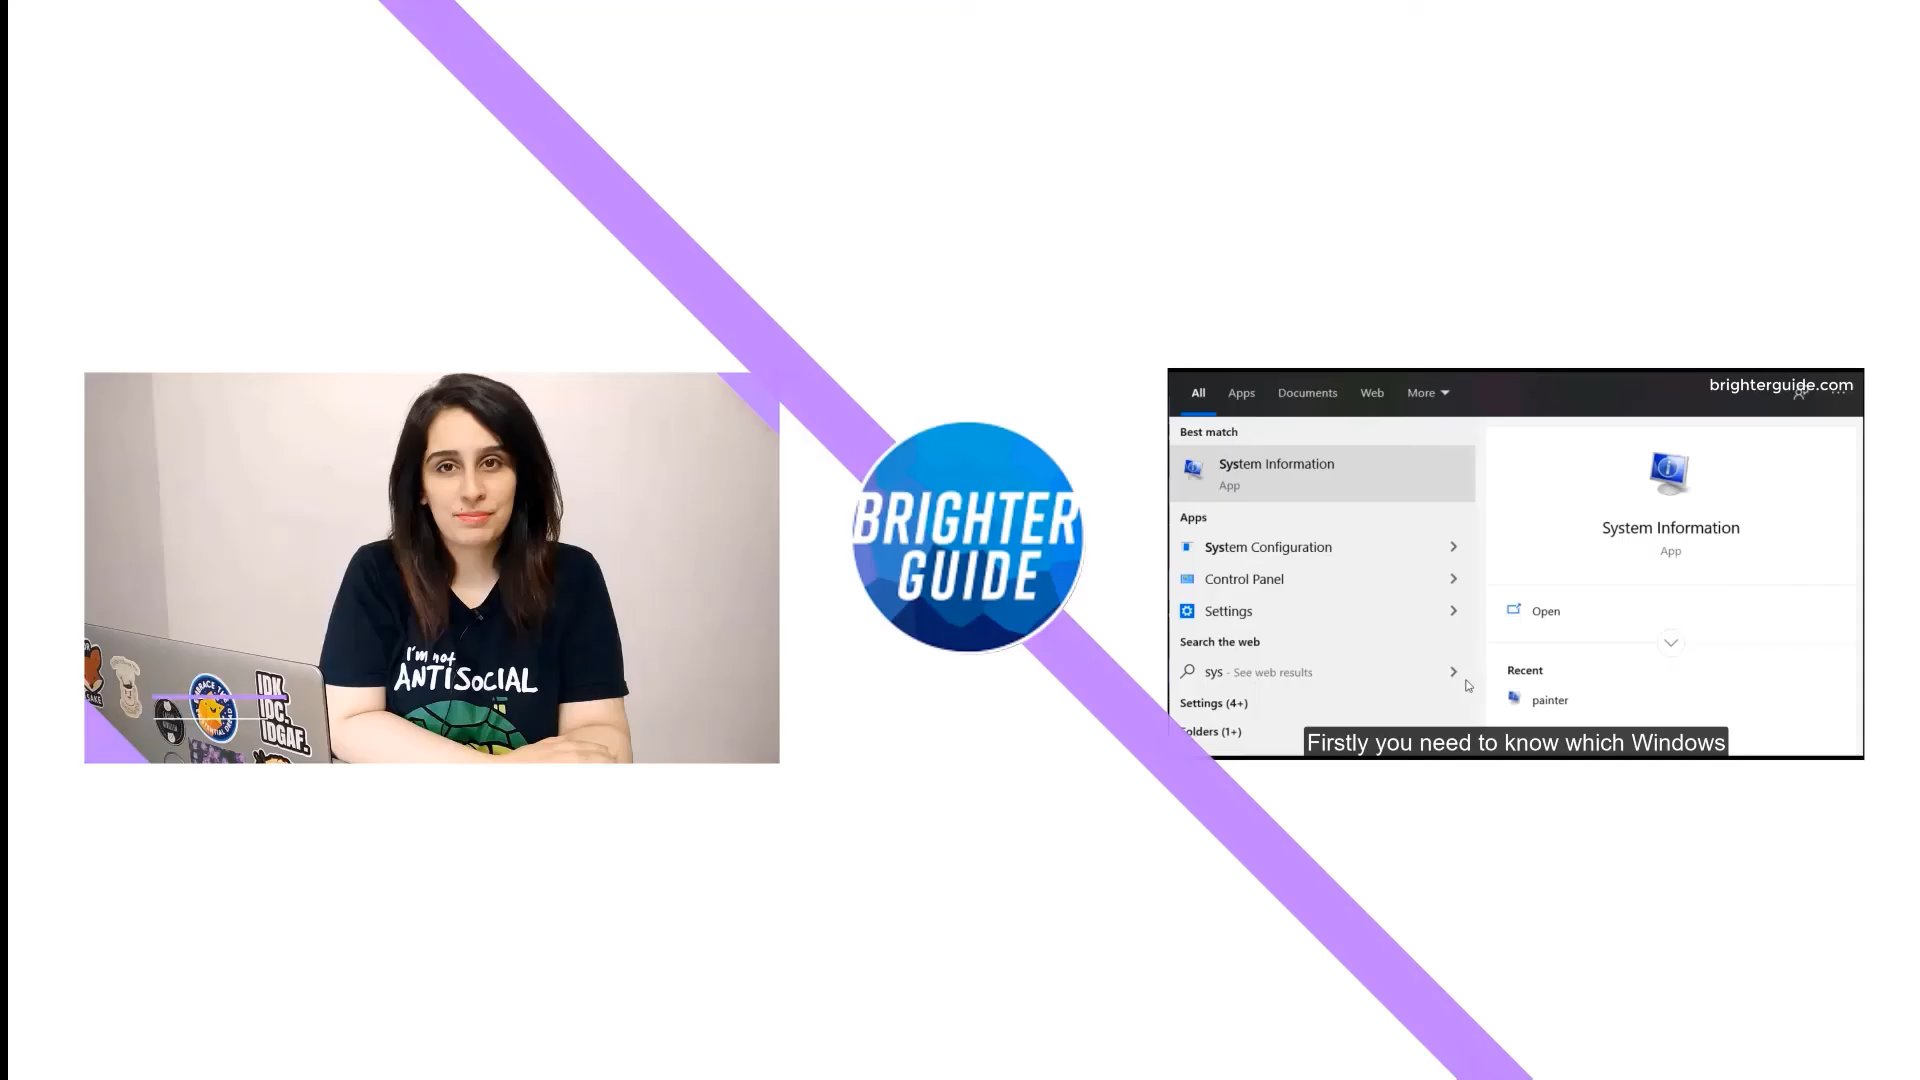 I'm not
ANTISOCIAL
IDK.
IDC.
IDGAF.
BRIGHTER
GUIDE
brighterguide.com
All
Apps
Documents
Web
More
Best match
System Information
App
Apps
System Configuration
Control Panel
Settings
Search the web
sys - See web results
Settings (4+)
olders (1+)
System Information
App
Open
Recent
painter
Firstly you need to know which Windows